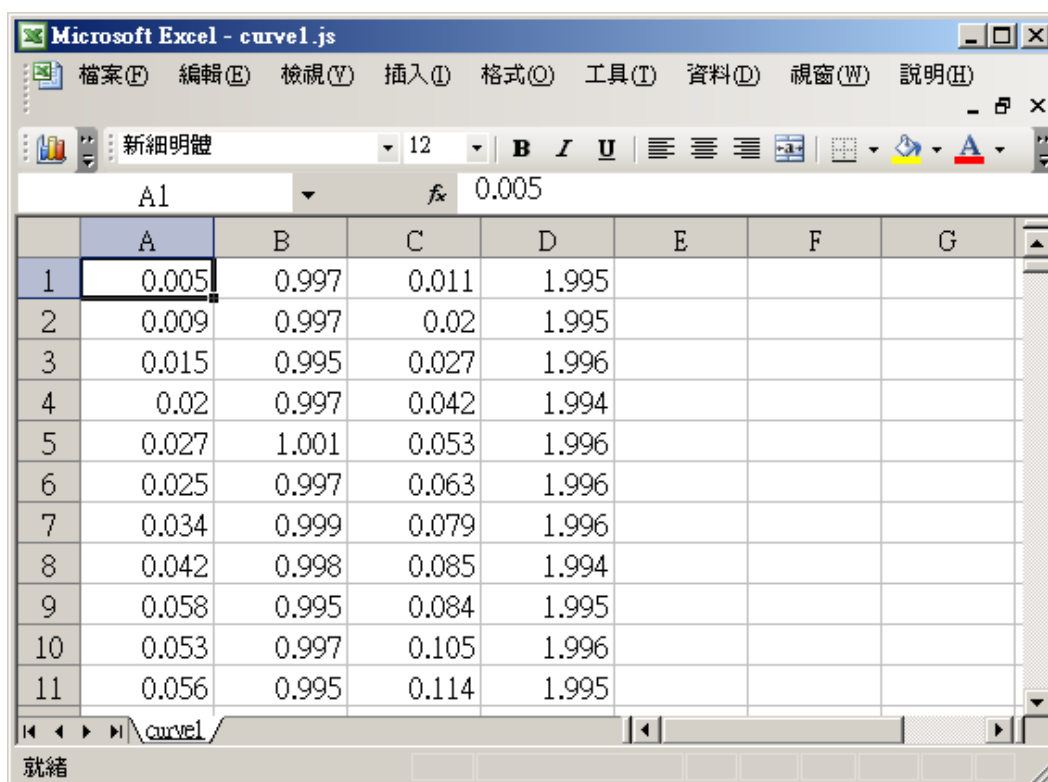 Microsoft Excel - curve1.js
檔案(F) 編輯(E) 檢視(V) 插入(I) 格式(O) 工具(T) 資料(D) 視窗(W) 說明(H)
新細明體 12 B I U A
A1 fx 0.005
A B C D E F G
1 0.005 0.997 0.011 1.995
2 0.009 0.997 0.02 1.995
3 0.015 0.995 0.027 1.996
4 0.02 0.997 0.042 1.994
5 0.027 1.001 0.053 1.996
6 0.025 0.997 0.063 1.996
7 0.034 0.999 0.079 1.996
8 0.042 0.998 0.085 1.994
9 0.058 0.995 0.084 1.995
10 0.053 0.997 0.105 1.996
11 0.056 0.995 0.114 1.995
curve1
就緒